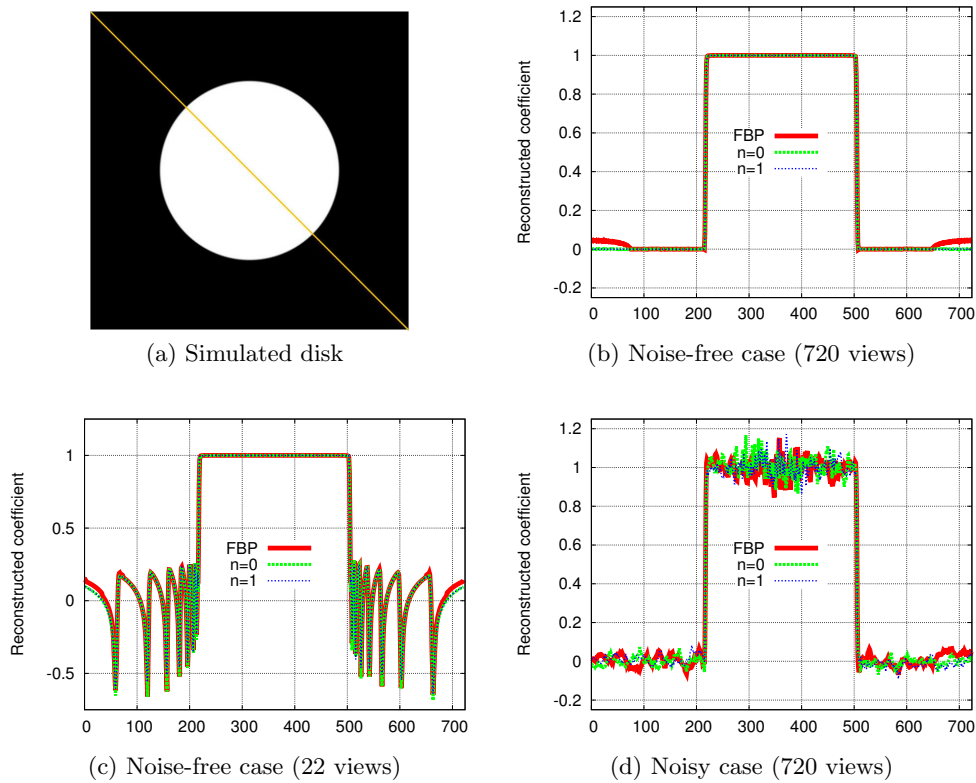 (a) Simulated disk
Reconstructed coefficient
1.2
1
0.8
0.6
0.4
0.2
0
-0.2
FBP
n=0
n=1
0 100 200 300 400 500 600 700
(b) Noise-free case (720 views)
Reconstructed coefficient
1
0.5
0
-0.5
FBP
n=0
n=1
0 100 200 300 400 500 600 700
(c) Noise-free case (22 views)
Reconstructed coefficient
1.2
1
0.8
0.6
0.4
0.2
0
-0.2
FBP
n=0
n=1
0 100 200 300 400 500 600 700
(d) Noisy case (720 views)